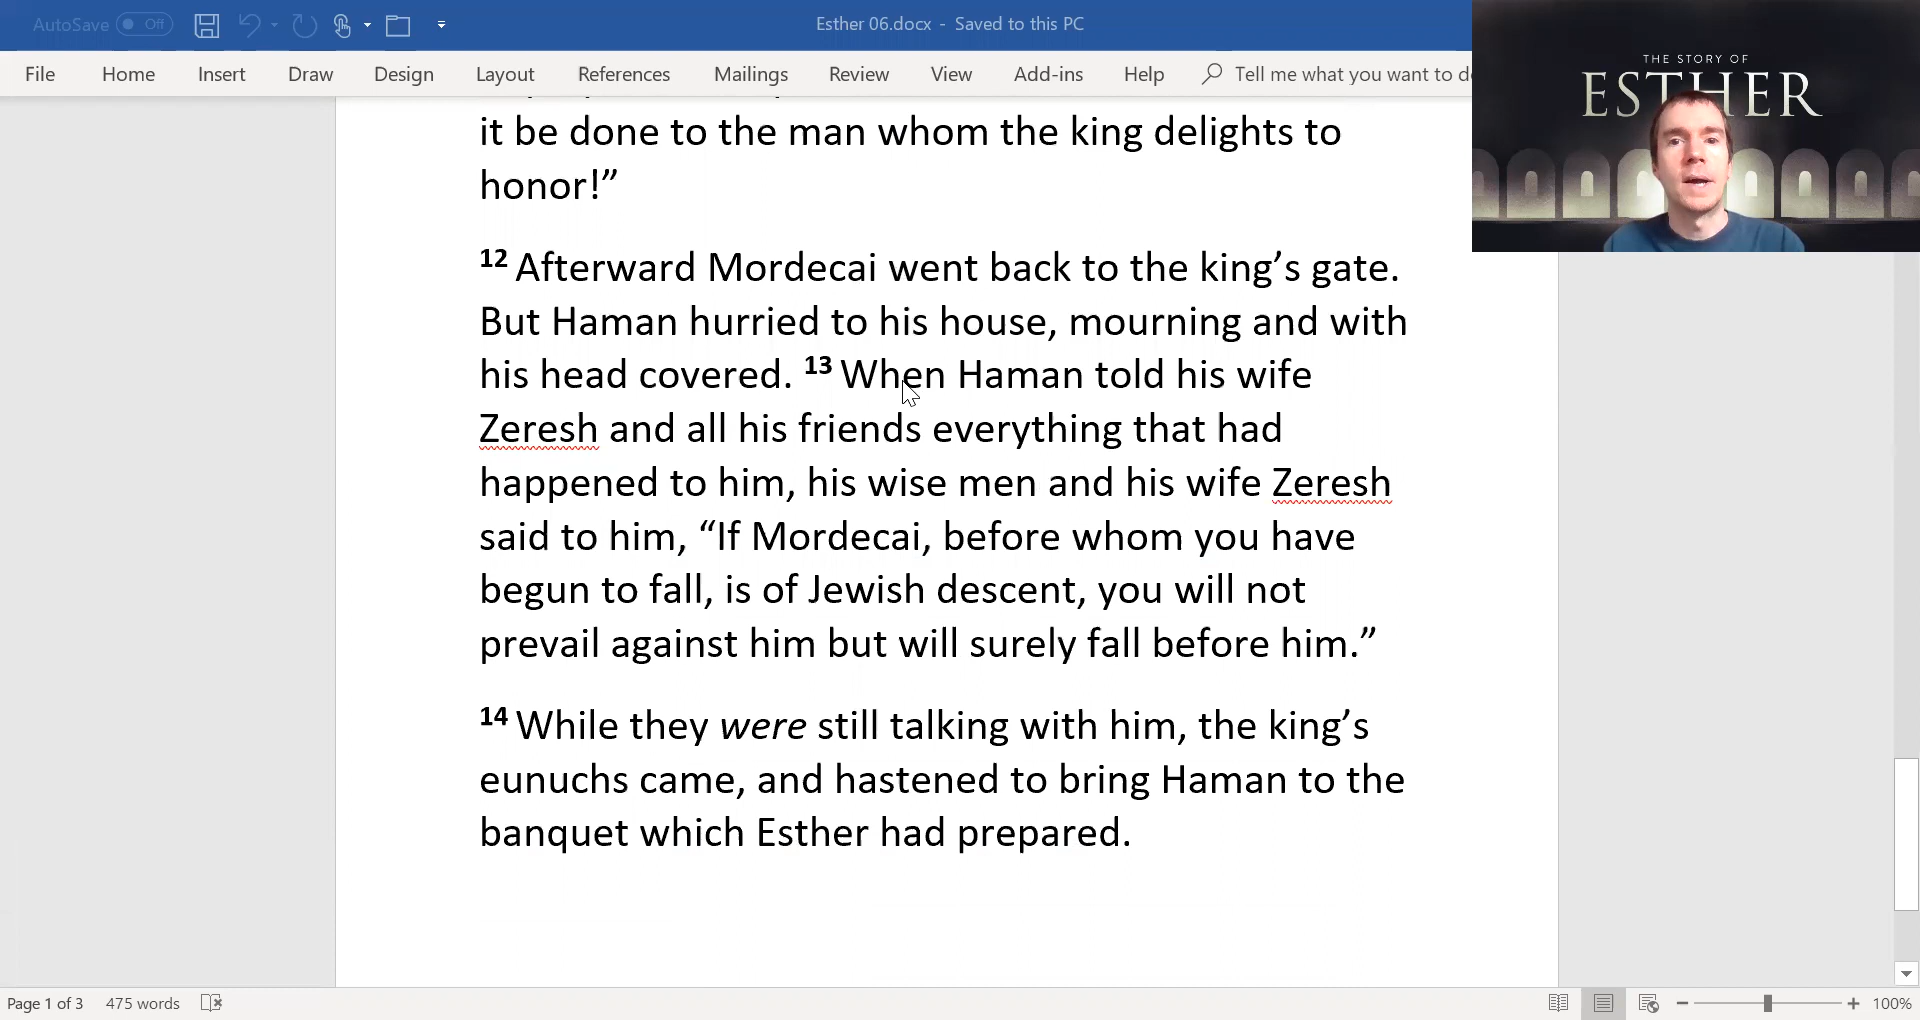 AutoSave Off
Esther 06.docx - Saved to this PC
File Home Insert Draw Design Layout References Mailings Review View Add-ins Help Tell me what you want to do
THE STORY OF
ESTHER
it be done to the man whom the king delights to
honor!”
12 Afterward Mordecai went back to the king’s gate.
But Haman hurried to his house, mourning and with
his head covered. 13 When Haman told his wife
Zeresh and all his friends everything that had
happened to him, his wise men and his wife Zeresh
said to him, “If Mordecai, before whom you have
begun to fall, is of Jewish descent, you will not
prevail against him but will surely fall before him.”
14 While they were still talking with him, the king’s
eunuchs came, and hastened to bring Haman to the
banquet which Esther had prepared.
Page 1 of 3 475 words 100%